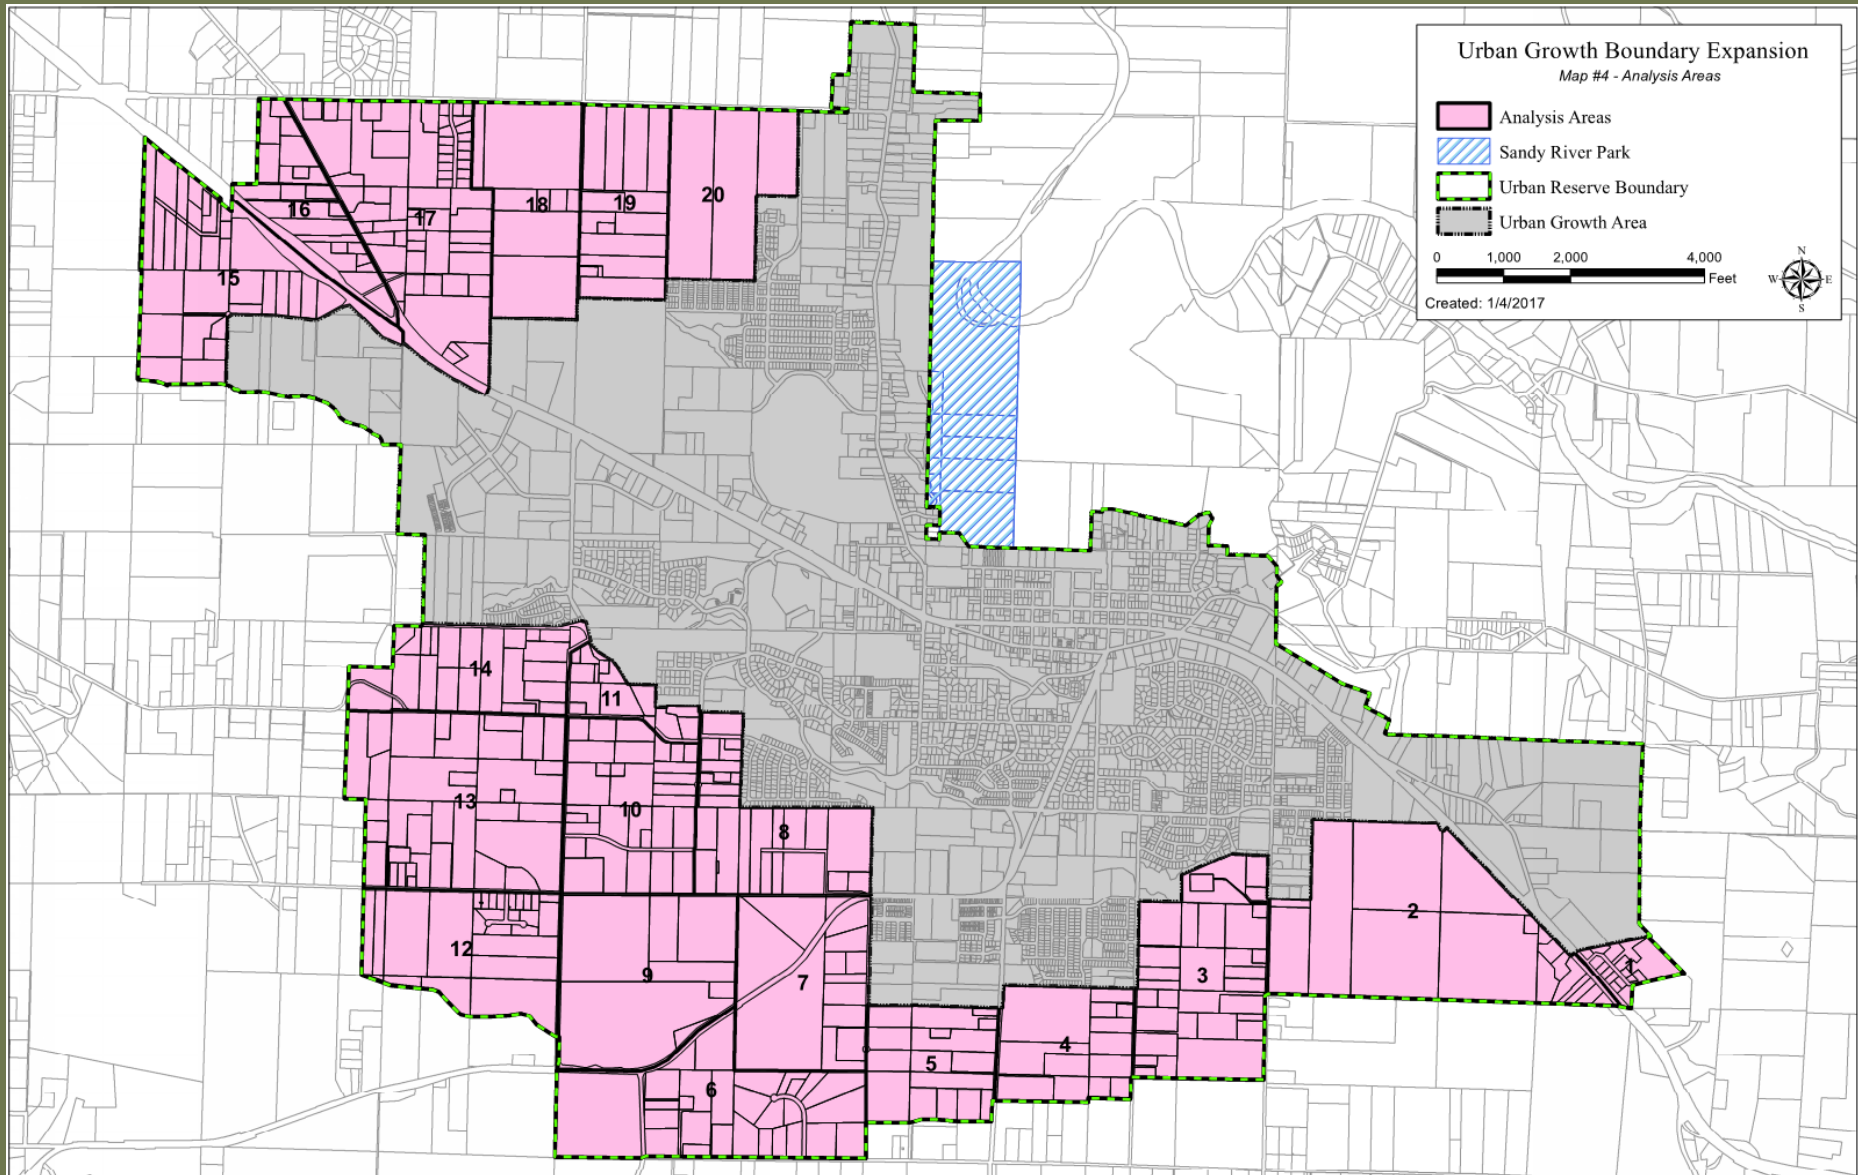 Urban Growth Boundary Expansion
Map #4 - Analysis Areas
Analysis Areas
Sandy River Park
Urban Reserve Boundary
Urban Growth Area
0 1,000 2,000 4,000
Feet
Created: 1/4/2017
N
W E
S
20
19
18
16
17
15
14
11
13
10
8
2
12
9
7
3
1
4
5
6